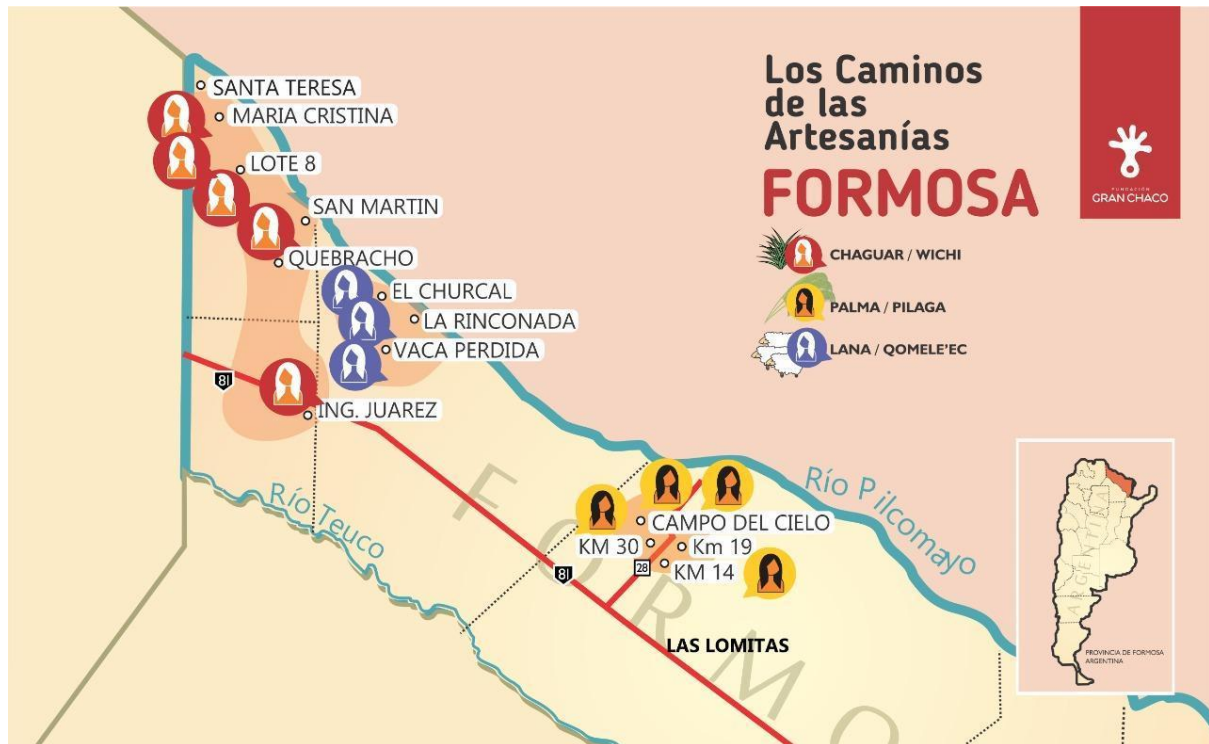 Los Caminos
de las
Artesanías
FORMOSA
FUNDACIÓN
GRAN CHACO
CHAGUAR / WICHI
PALMA / PILAGA
LANA / QOMELE'EC
SANTA TERESA
MARIA CRISTINA
LOTE 8
SAN MARTIN
QUEBRACHO
EL CHURCAL
LA RINCONADA
VACA PERDIDA
81
ING. JUAREZ
Río Teuco
Río Pilcomayo
CAMPO DEL CIELO
KM 30
Km 19
28
KM 14
81
LAS LOMITAS
FORMO
ARGENTINA
PROVINCIA DE FORMOSA
ARGENTINA